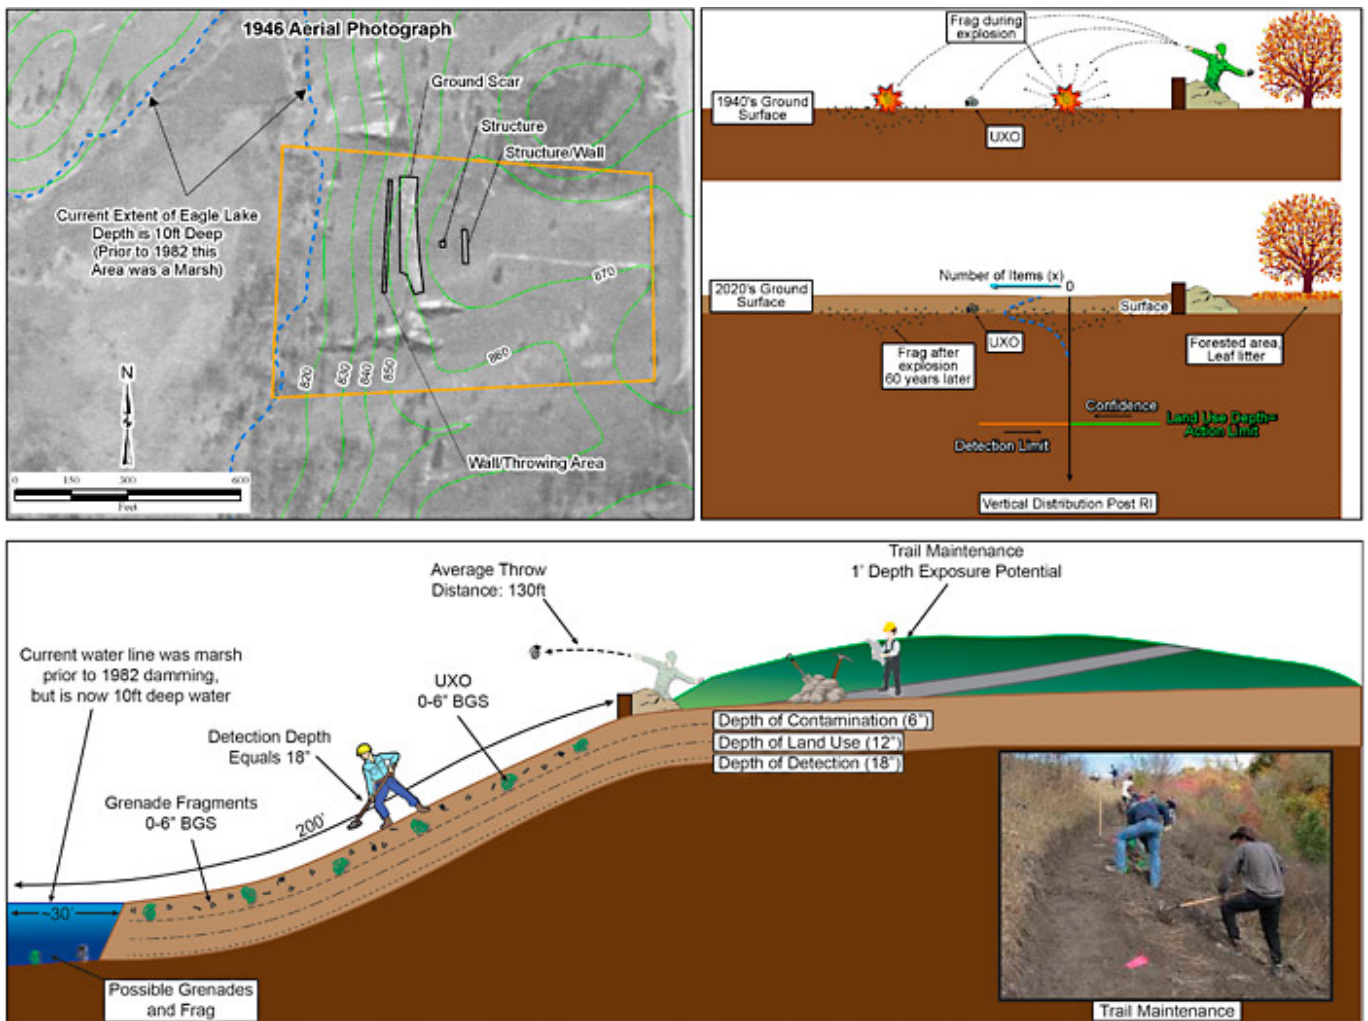 1946 Aerial Photograph
Ground Scar
Structure
Structure/Wall
Current Extent of Eagle Lake
Depth is 10ft Deep
(Prior to 1982 this
Area was a Marsh)
870
860
820
830
840
850
N
Wall/Throwing Area
0 150 300 600
Feet
Frag during
explosion
1940's Ground
Surface
UXO
Number of Items (x)
0
2020's Ground
Surface
Surface
UXO
Frag after
explosion
60 years later
Forested area,
Leaf litter
Confidence
Land Use Depth=
Action Limit
Detection Limit
Vertical Distribution Post RI
Trail Maintenance
1' Depth Exposure Potential
Average Throw
Distance: 130ft
Current water line was marsh
prior to 1982 damming,
but is now 10ft deep water
UXO
0-6" BGS
Detection Depth
Equals 18"
Depth of Contamination (6")
Depth of Land Use (12")
Depth of Detection (18")
Grenade Fragments
0-6" BGS
200'
~30'
Possible Grenades
and Frag
Trail Maintenance